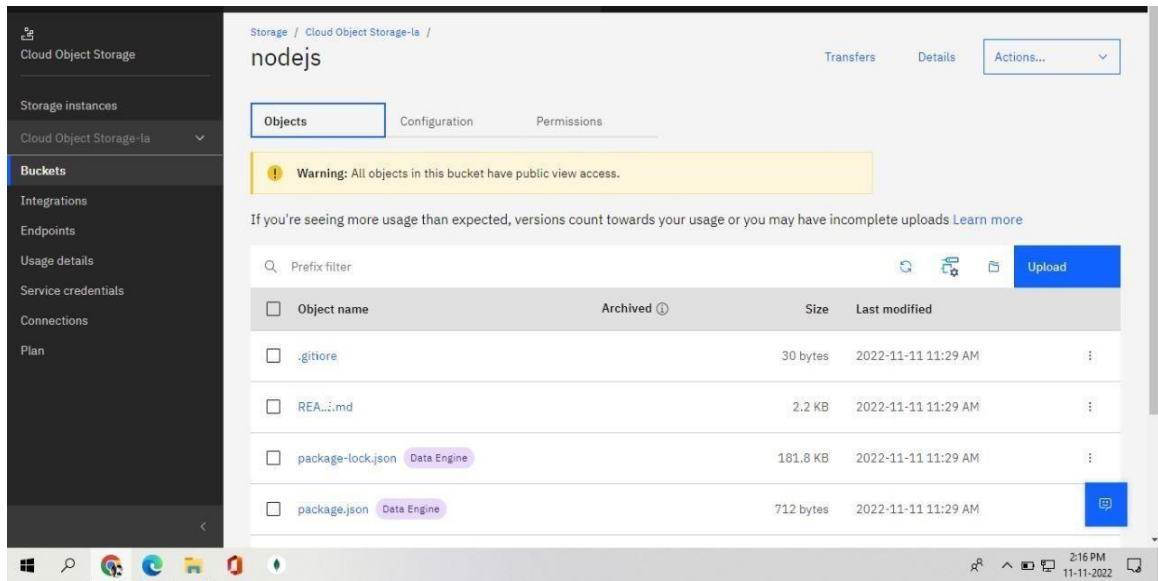 Cloud Object Storage
Storage instances
Cloud Object Storage-la
Buckets
Integrations
Endpoints
Usage details
Service credentials
Connections
Plan
Storage / Cloud Object Storage-la /
nodejs
Transfers Details Actions...
Objects Configuration Permissions
Warning: All objects in this bucket have public view access.
If you're seeing more usage than expected, versions count towards your usage or you may have incomplete uploads Learn more
Prefix filter Upload
Object name Archived Size Last modified
.gitiore 30 bytes 2022-11-11 11:29 AM
REA...md 2.2 KB 2022-11-11 11:29 AM
package-lock.json Data Engine 181.8 KB 2022-11-11 11:29 AM
package.json Data Engine 712 bytes 2022-11-11 11:29 AM
2:16 PM
11-11-2022